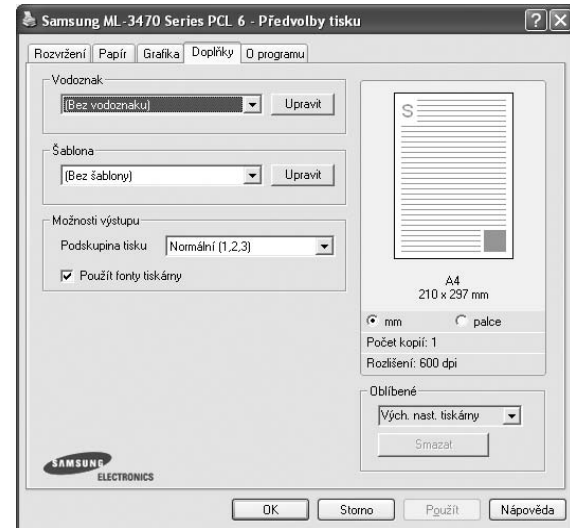 Samsung ML-3470 Series PCL 6 - Předvolby tisku
Rozvržení Papír Grafika Doplňky O programu
Vodoznak
(Bez vodoznaku) Upravit
Šablona
(Bez šablony) Upravit
Možnosti výstupu
Podskupina tisku Normální (1,2,3)
Použít fonty tiskárny
S
A4
210 x 297 mm
mm palce
Počet kopií: 1
Rozlišení: 600 dpi
Oblíbené
Vých. nast. tiskárny
Smazat
SAMSUNG
ELECTRONICS
OK Storno Použít Nápověda